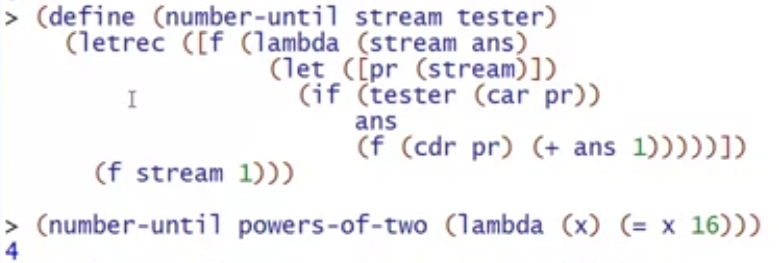 > (define (number-until stream tester)
(letrec ([f (lambda (stream ans)
(let ([pr (stream)])
(if (tester (car pr))
ans
(f (cdr pr) (+ ans 1)))))])
(f stream 1)))
> (number-until powers-of-two (lambda (x) (= x 16)))
4